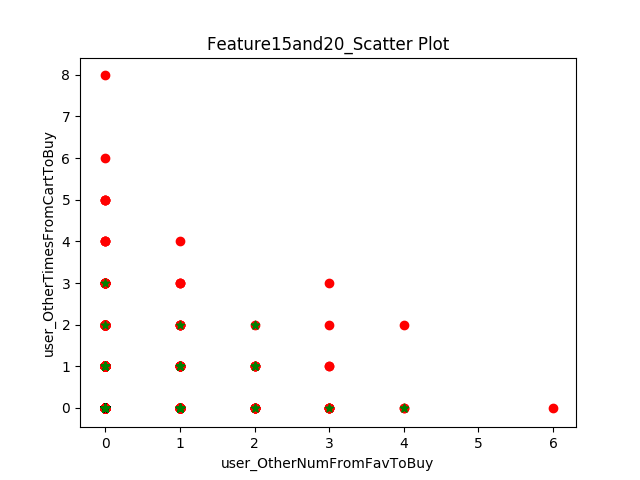 Feature15and20_Scatter Plot
8
7
6
5
4
3
2
1
0
user_OtherTimesFromCartToBuy
0 1 2 3 4 5 6
user_OtherNumFromFavToBuy